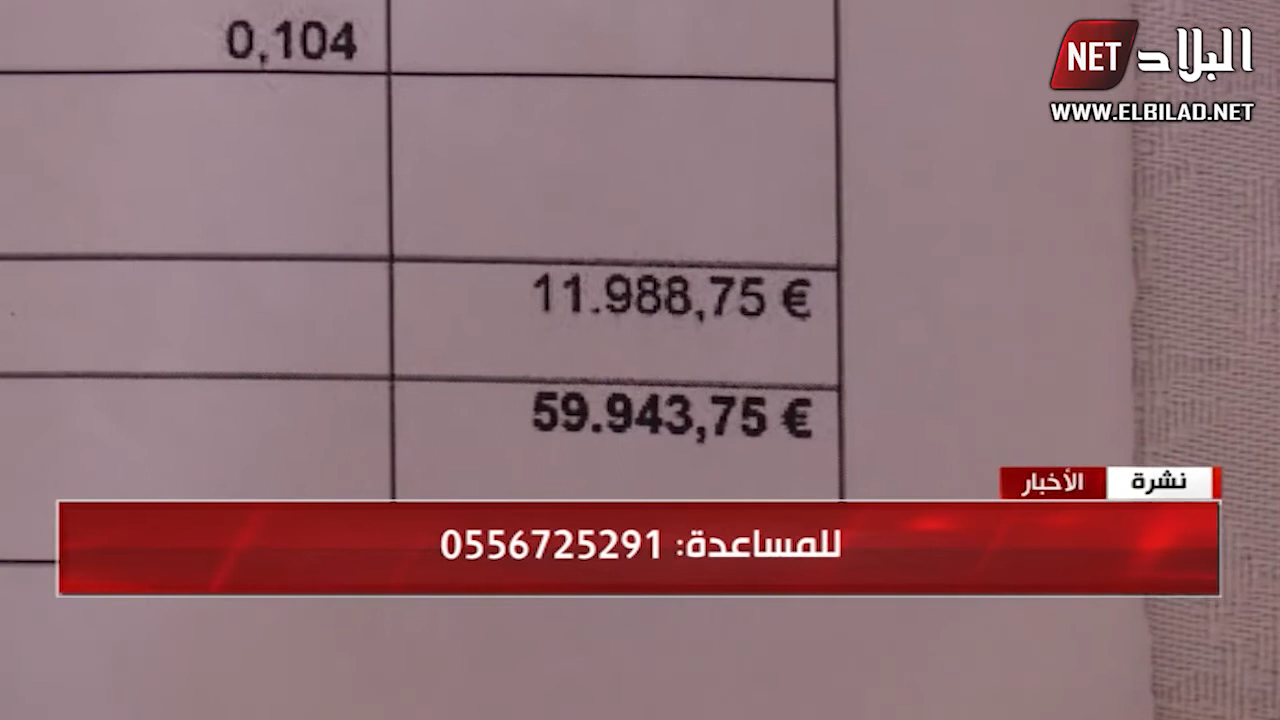 0,104
NET البلاد
WWW.ELBILAD.NET
11.988,75 €
59.943,75 €
نشرة الأخبار
للمساعدة: 0556725291